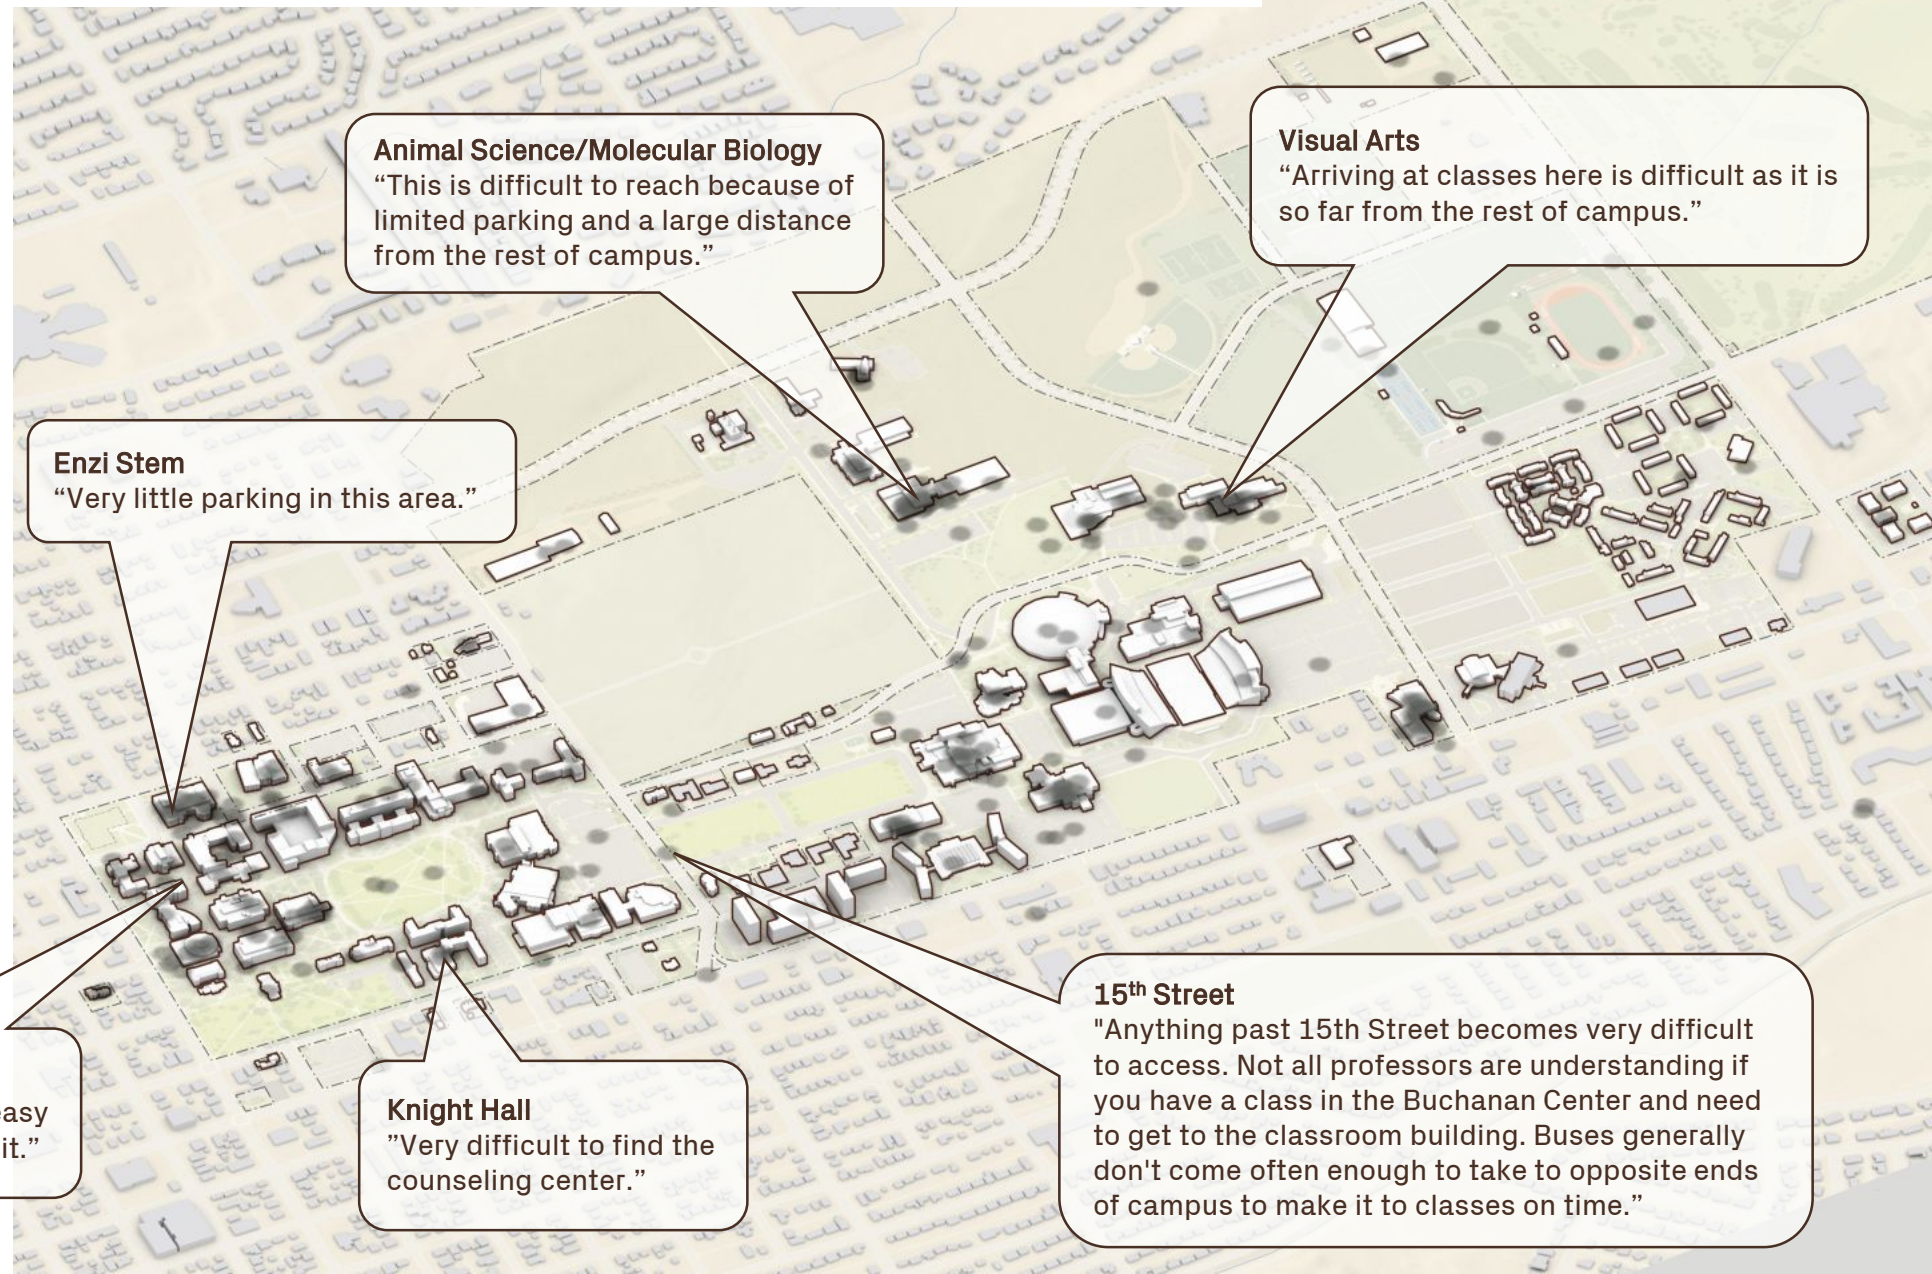 Animal Science/Molecular Biology
“This is difficult to reach because of
limited parking and a large distance
from the rest of campus.”
Visual Arts
“Arriving at classes here is difficult as it is
so far from the rest of campus.”
Enzi Stem
“Very little parking in this area.”
easy
it.”
Knight Hall
”Very difficult to find the
counseling center.”
15th Street
"Anything past 15th Street becomes very difficult
to access. Not all professors are understanding if
you have a class in the Buchanan Center and need
to get to the classroom building. Buses generally
don't come often enough to take to opposite ends
of campus to make it to classes on time.”